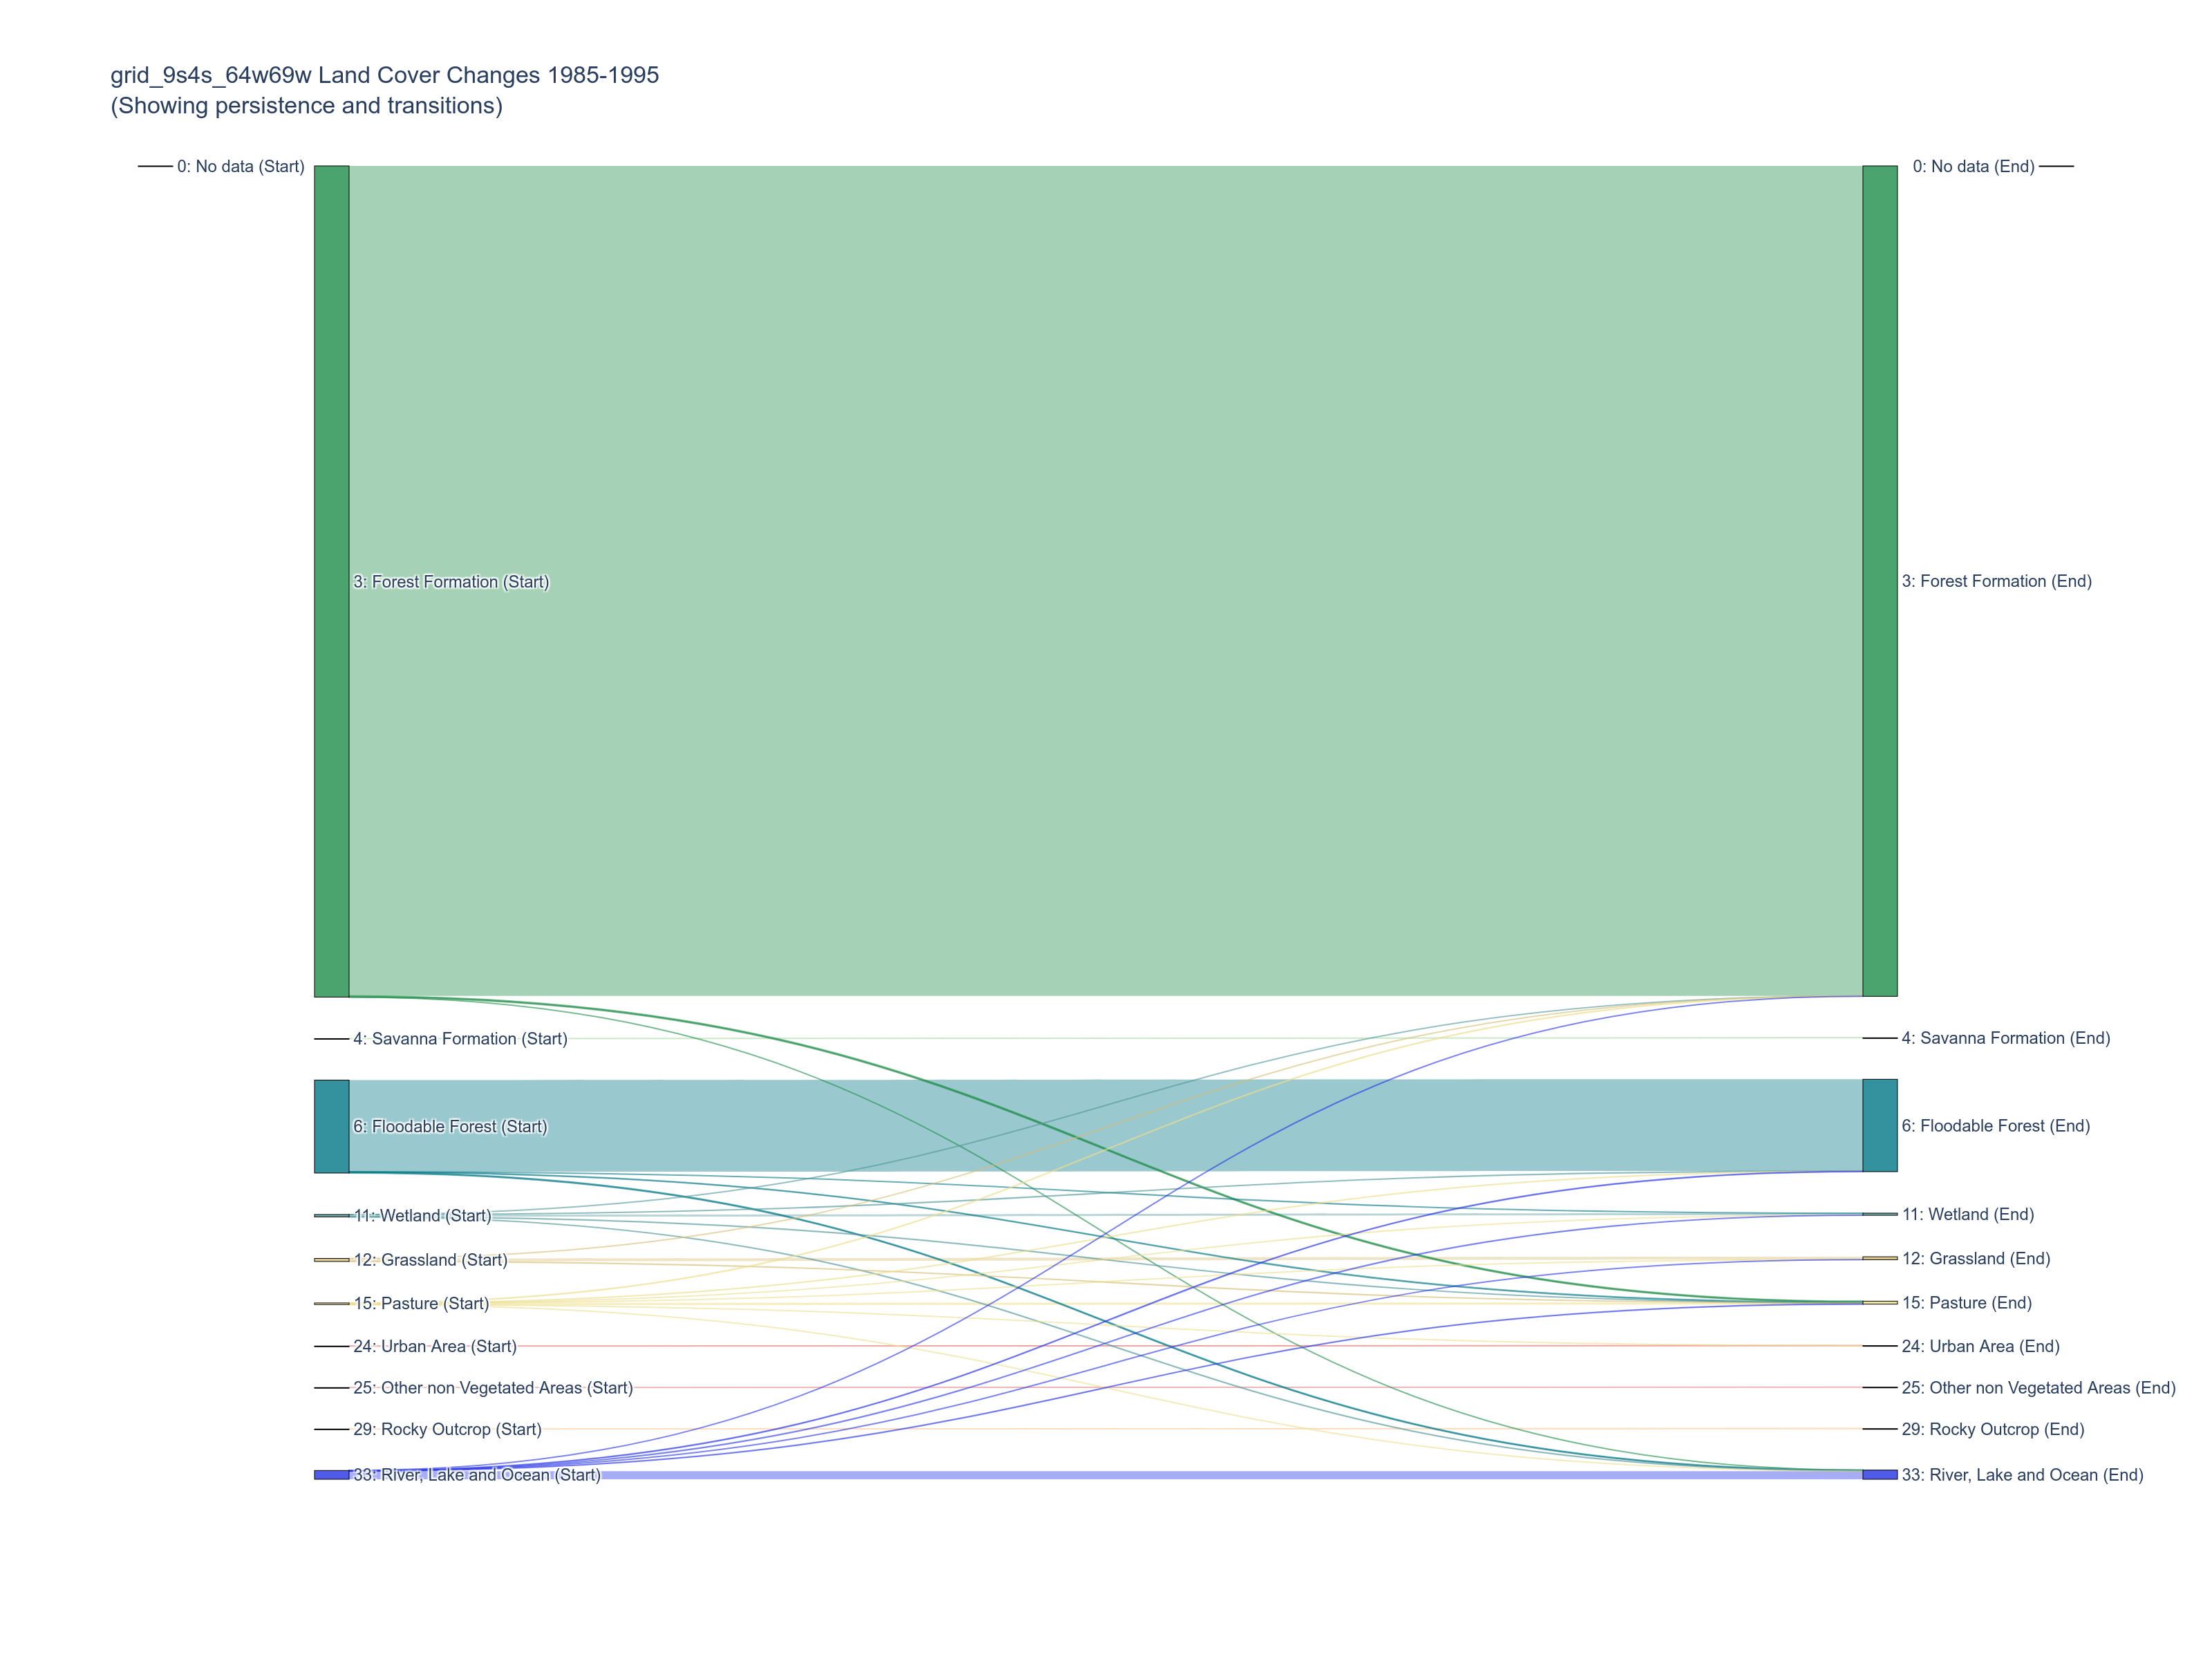 grid_9s4s_64w69w Land Cover Changes 1985-1995
(Showing persistence and transitions)
0: No data (Start)
0: No data (End)
3: Forest Formation (Start)
3: Forest Formation (End)
4: Savanna Formation (Start)
4: Savanna Formation (End)
6: Floodable Forest (Start)
6: Floodable Forest (End)
11: Wetland (Start)
11: Wetland (End)
12: Grassland (Start)
12: Grassland (End)
15: Pasture (Start)
15: Pasture (End)
24: Urban Area (Start)
24: Urban Area (End)
25: Other non Vegetated Areas (Start)
25: Other non Vegetated Areas (End)
29: Rocky Outcrop (Start)
29: Rocky Outcrop (End)
33: River, Lake and Ocean (Start)
33: River, Lake and Ocean (End)